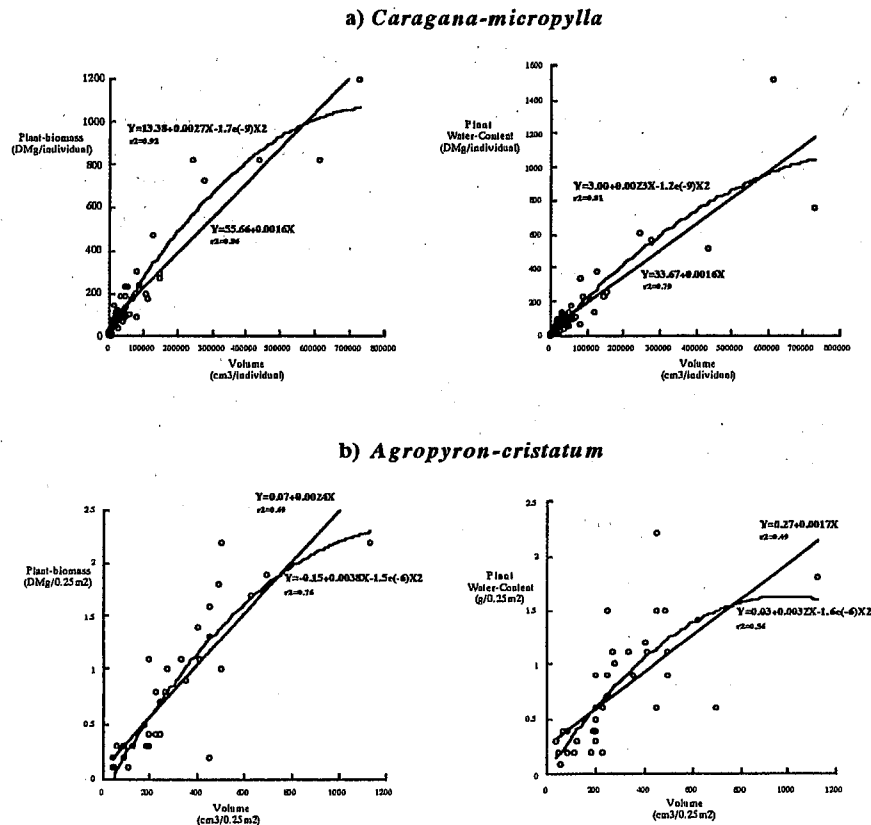 a) Caragana-micropylla
Plant-biomass
(DMg/individual)
1200
1000
800
600
400
200
0
Y=13.38+0.0027X-1.7e(-9)X2
r2=0.92
Y=55.66+0.0016X
r2=0.86
0 100000 200000 300000 400000 500000 600000 700000 800000
Volume
(cm3/individual)
Plant
Water-Content
(DMg/individual)
1600
1400
1200
1000
800
600
400
200
0
Y=3.00+0.0023X-1.2e(-9)X2
r2=0.81
Y=33.67+0.0016X
r2=0.79
0 100000 200000 300000 400000 500000 600000 700000 800000
Volume
(cm3/individual)
b) Agropyron-cristatum
Plant-biomass
(DMg/0.25m2)
2.5
2
1.5
1
0.5
0
Y=0.07+0.0024X
r2=0.69
Y=-0.15+0.0038X-1.5e(-6)X2
r2=0.76
0 200 400 600 800 1000 1200
Volume
(cm3/0.25m2)
Plant
Water-Content
(g/0.25m2)
2.5
2
1.5
1
0.5
0
Y=0.27+0.0017X
r2=0.49
Y=0.03+0.0032X-1.6e(-6)X2
r2=0.56
0 200 400 600 800 1000 1200
Volume
(cm3/0.25m2)